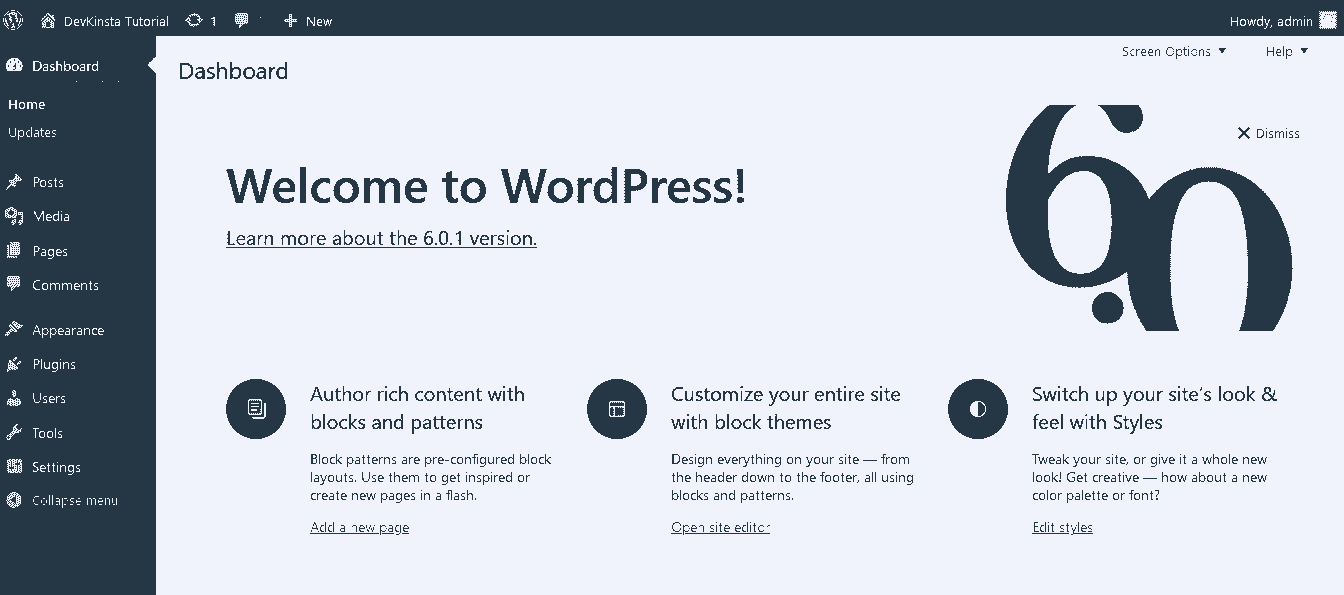 DevKinsta Tutorial 1 New Howdy, admin
Dashboard
Home
Updates
Posts
Media
Pages
Comments
Appearance
Plugins
Users
Tools
Settings
Collapse menu
Screen Options Help
Dashboard
Dismiss
Welcome to WordPress!
Learn more about the 6.0.1 version.
6.0
Author rich content with
blocks and patterns
Block patterns are pre-configured block
layouts. Use them to get inspired or
create new pages in a flash.
Add a new page
Customize your entire site
with block themes
Design everything on your site — from
the header down to the footer, all using
blocks and patterns.
Open site editor
Switch up your site's look &
feel with Styles
Tweak your site, or give it a whole new
look! Get creative — how about a new
color palette or font?
Edit styles